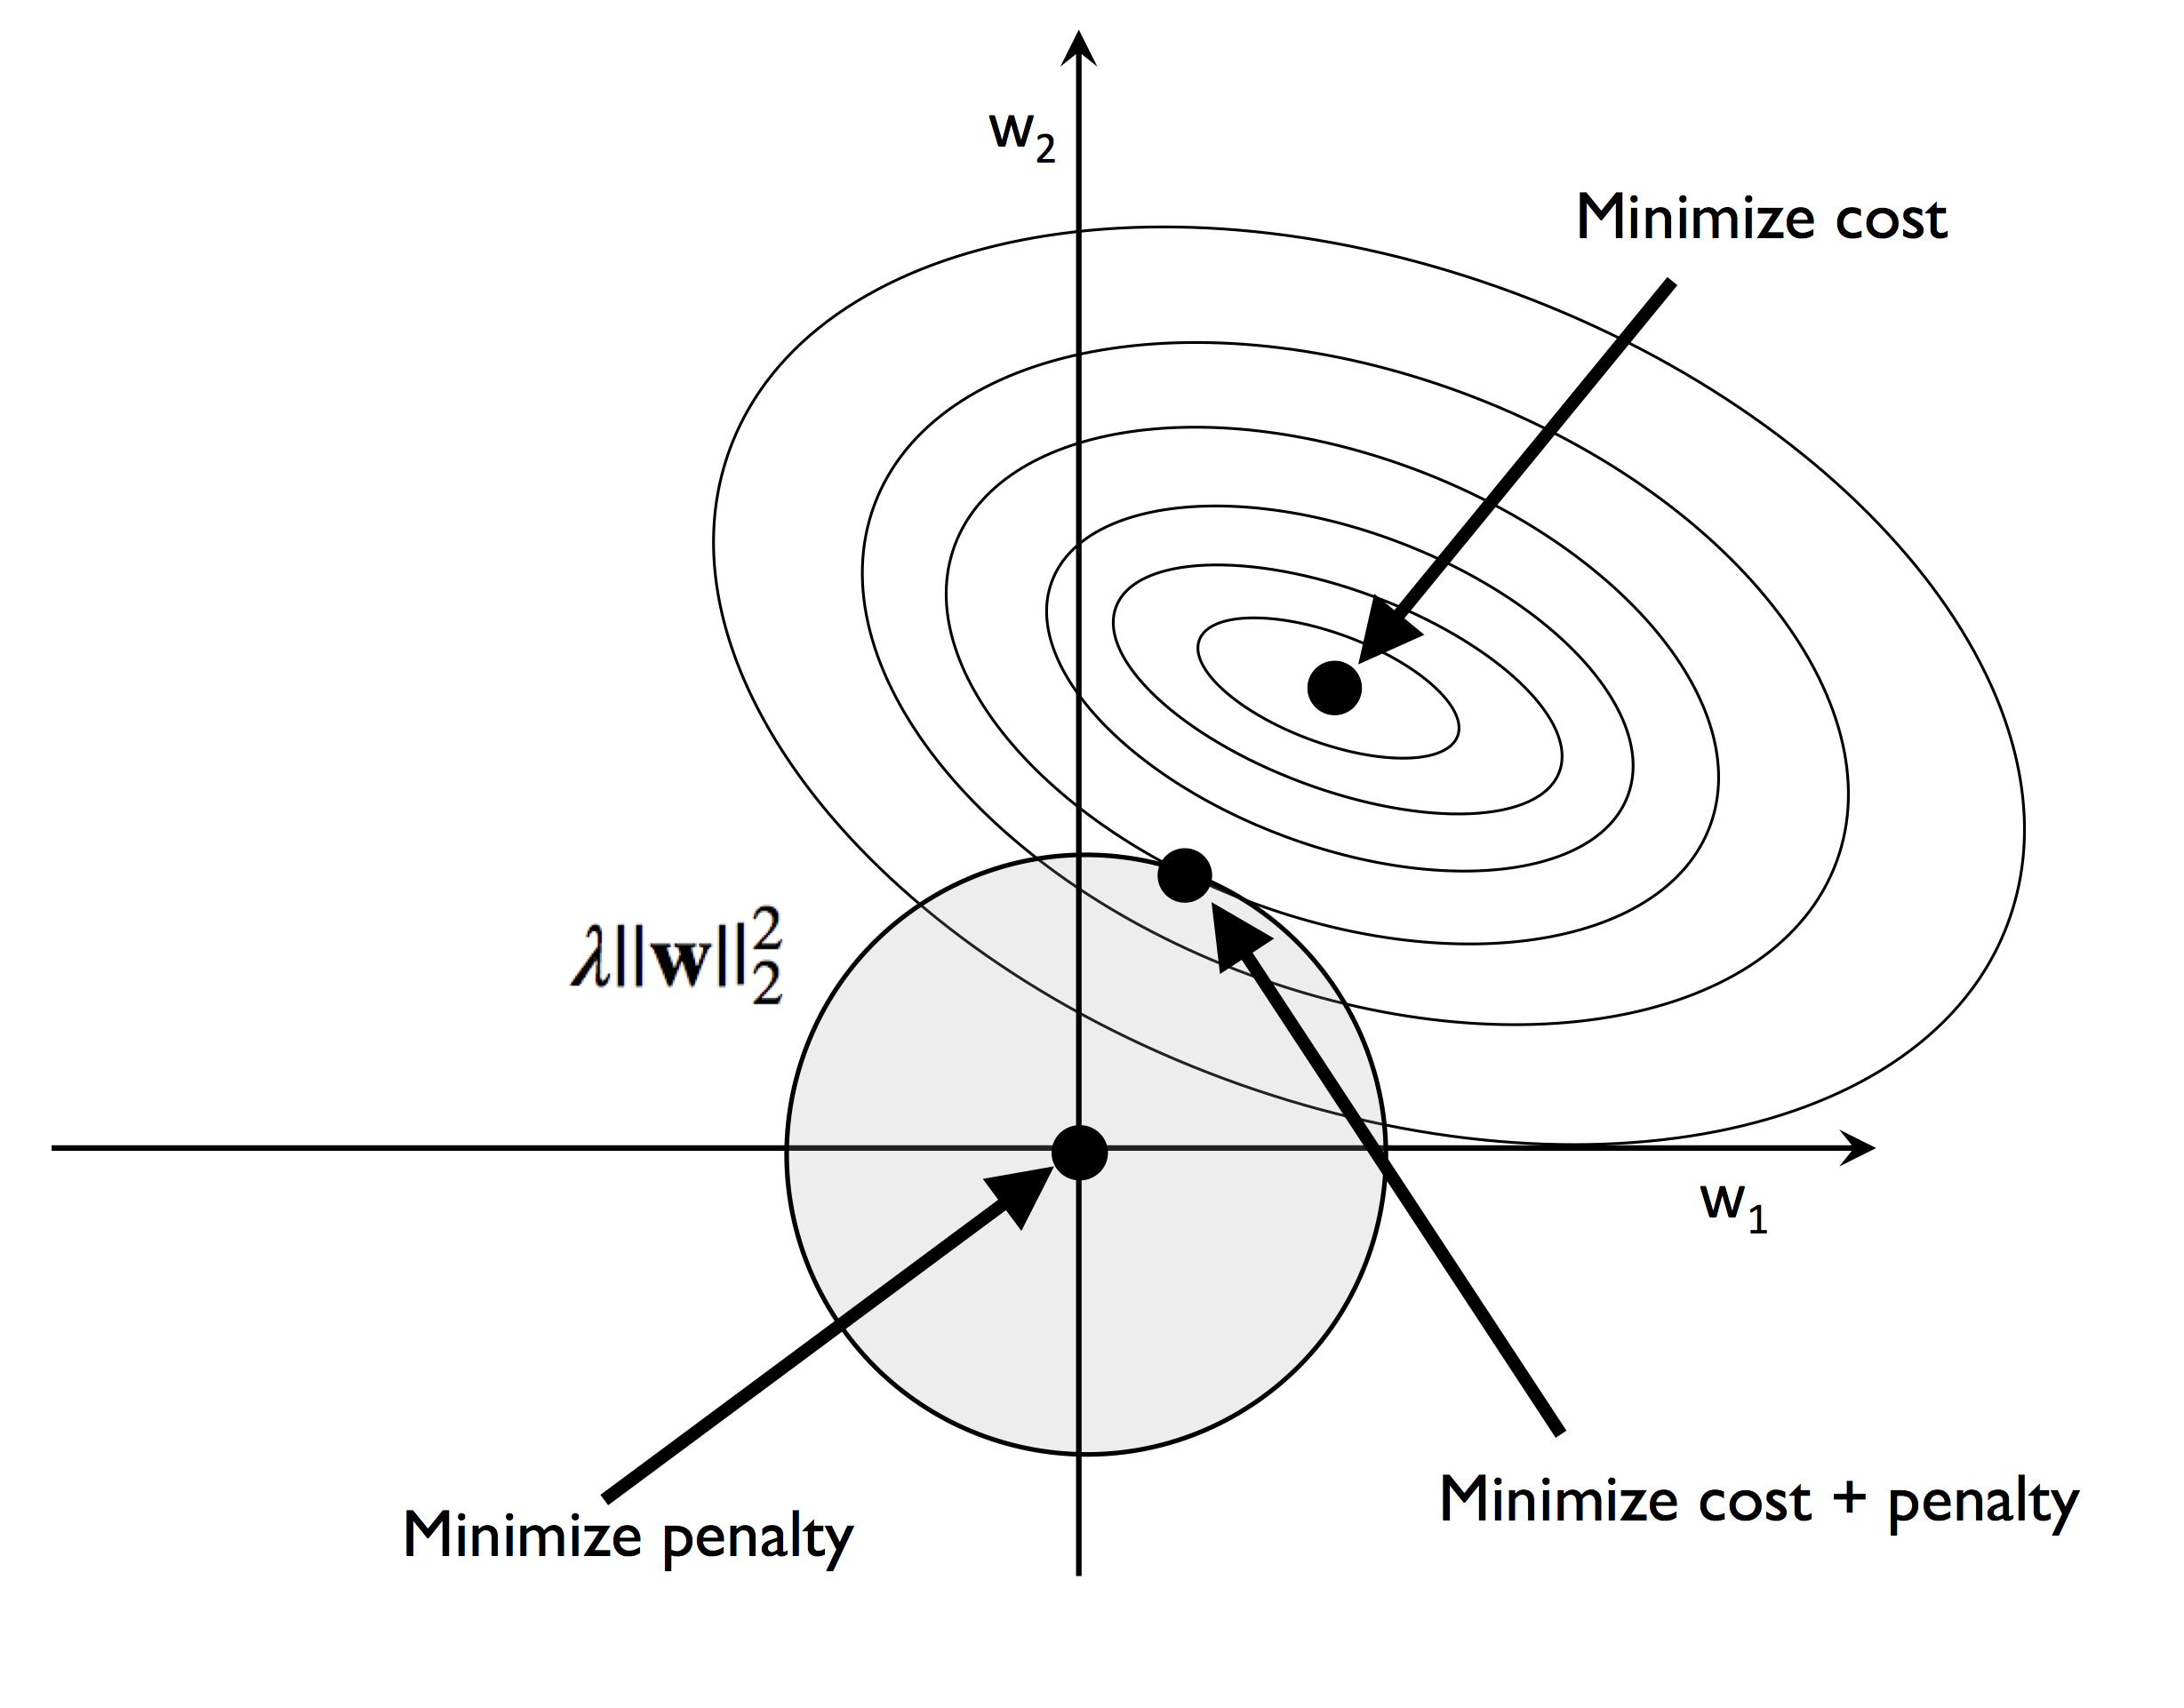 w₂
Minimize cost
λ||w||₂²
w₁
Minimize cost + penalty
Minimize penalty